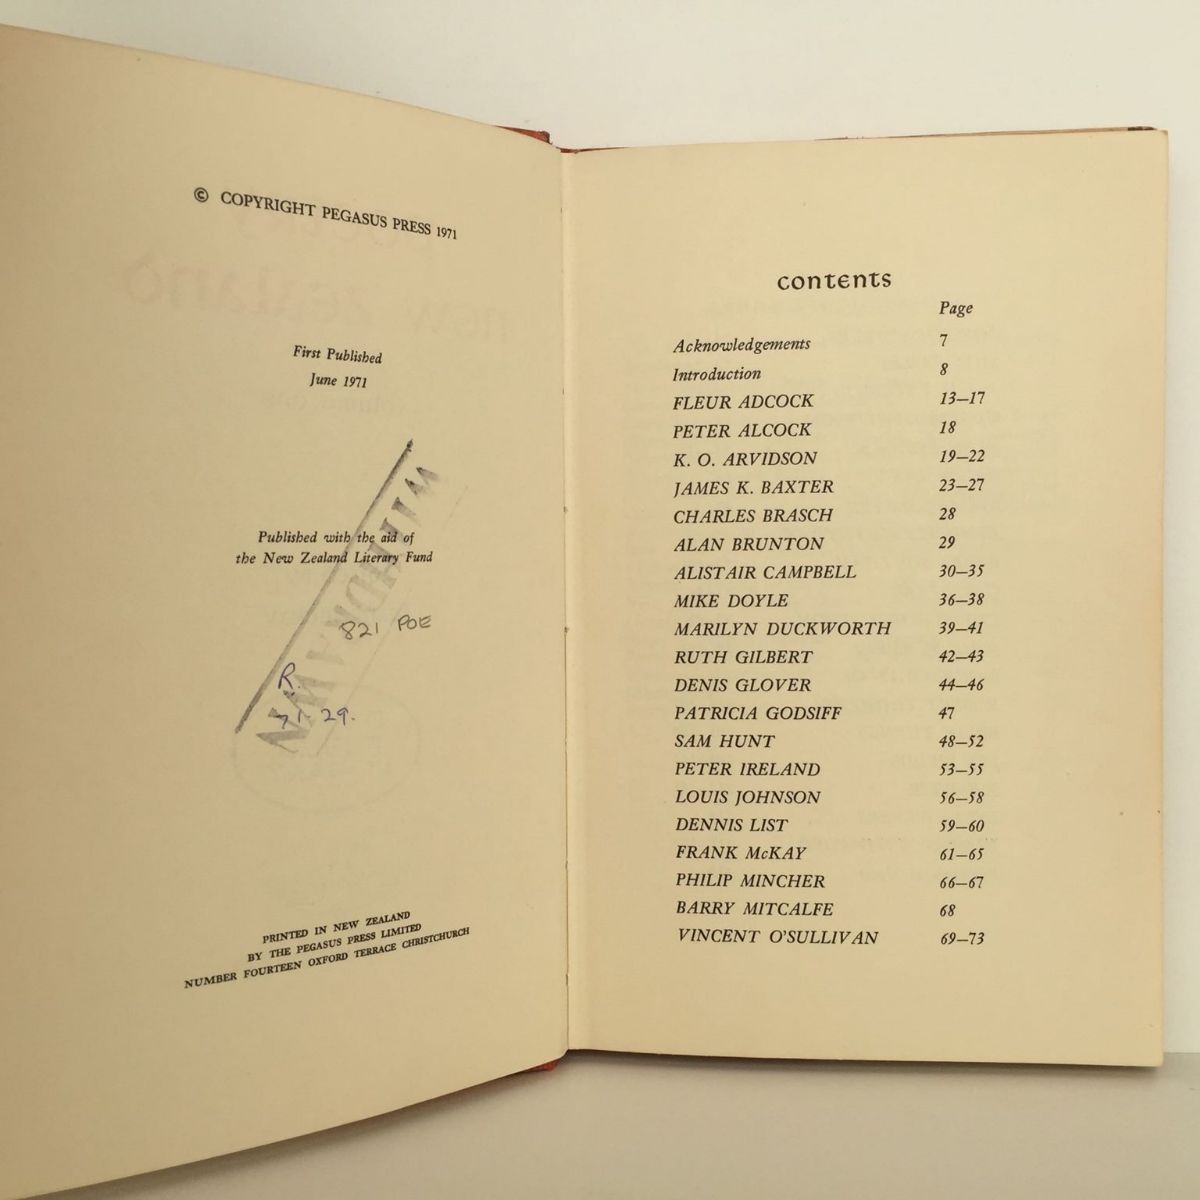 © COPYRIGHT PEGASUS PRESS 1971
First Published
June 1971
Published with the aid of
the New Zealand Literary Fund
WITHDRAWN
821 POE
R.
PRINTED IN NEW ZEALAND
BY THE PEGASUS PRESS LIMITED
NUMBER FOURTEEN OXFORD TERRACE CHRISTCHURCH
contents
Page
Acknowledgements 7
Introduction 8
FLEUR ADCOCK 13–17
PETER ALCOCK 18
K. O. ARVIDSON 19–22
JAMES K. BAXTER 23–27
CHARLES BRASCH 28
ALAN BRUNTON 29
ALISTAIR CAMPBELL 30–35
MIKE DOYLE 36–38
MARILYN DUCKWORTH 39–41
RUTH GILBERT 42–43
DENIS GLOVER 44–46
PATRICIA GODSIFF 47
SAM HUNT 48–52
PETER IRELAND 53–55
LOUIS JOHNSON 56–58
DENNIS LIST 59–60
FRANK McKAY 61–65
PHILIP MINCHER 66–67
BARRY MITCALFE 68
VINCENT O'SULLIVAN 69–73